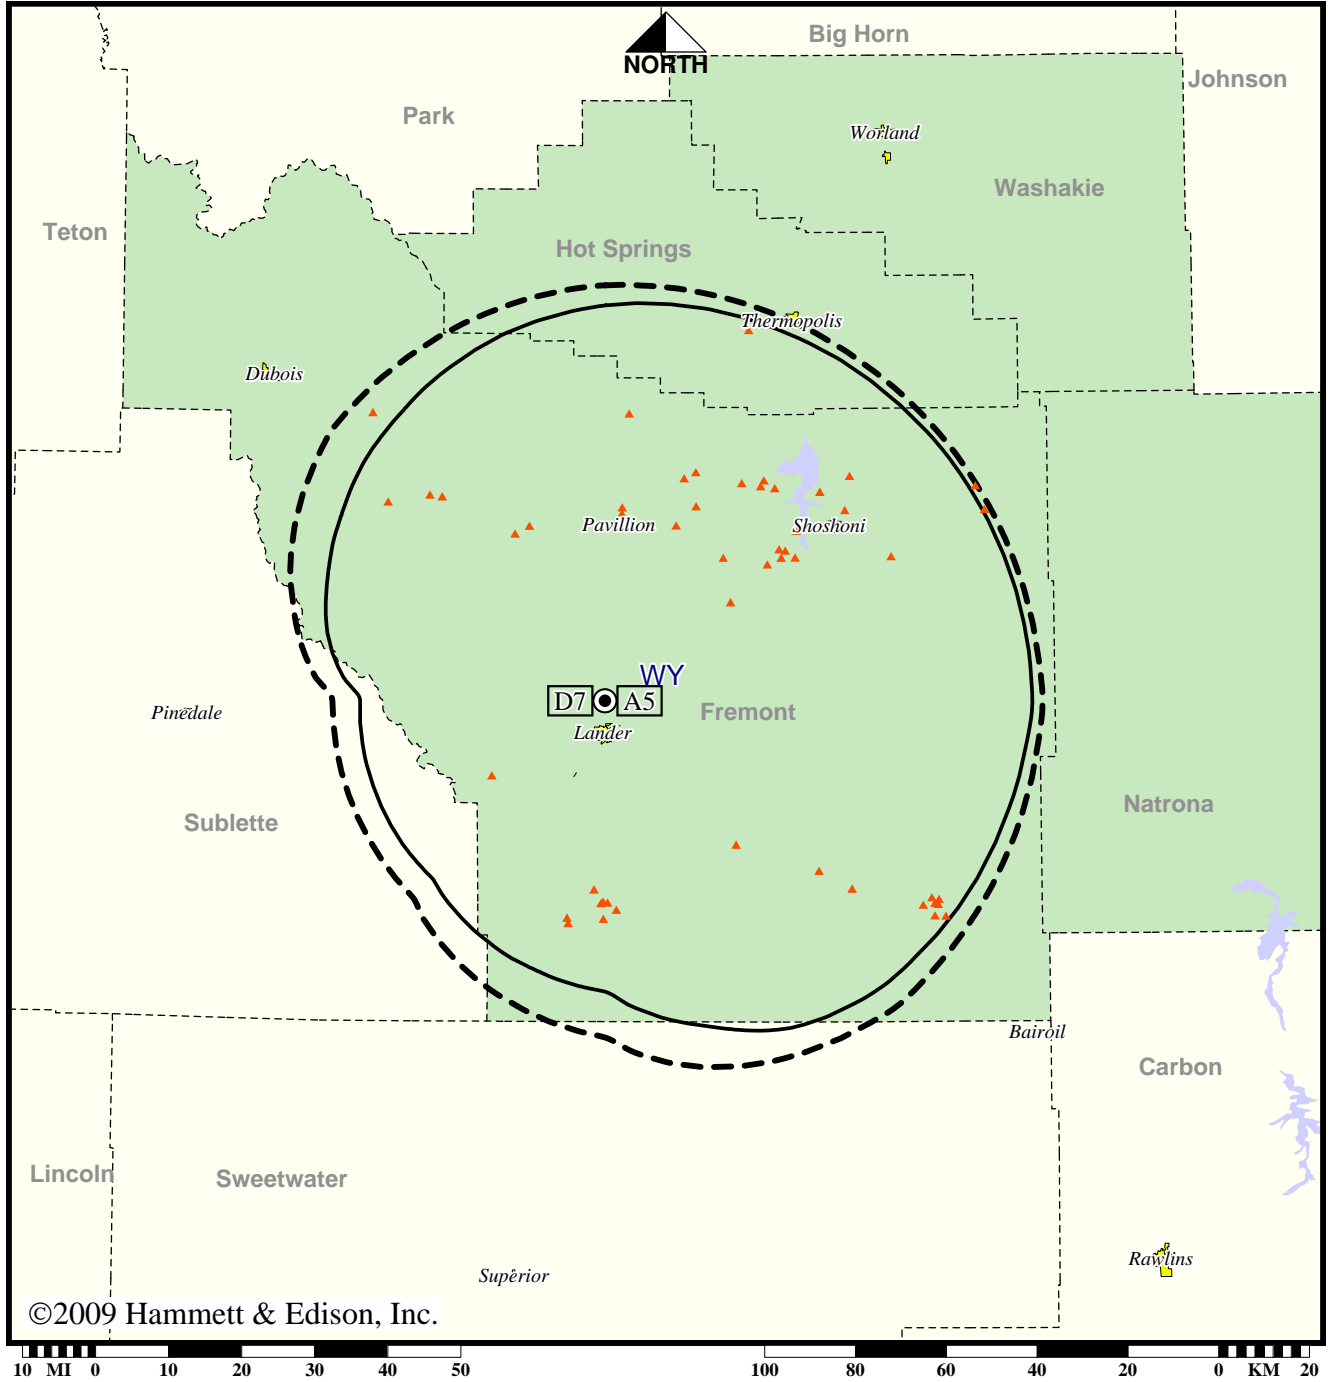 Big Horn
NORTH
Johnson
Park
Worland
Washakie
Teton
Hot Springs
Thermopolis
Dubois
Pavillion
Shoshoni
WY
D7
A5
Fremont
Pinedale
Lander
Natrona
Sublette
Bairoil
Carbon
Lincoln
Sweetwater
Rawlins
Superior
©2009 Hammett & Edison, Inc.
10 MI 0 10 20 30 40 50
100 80 60 40 20 0 KM 20